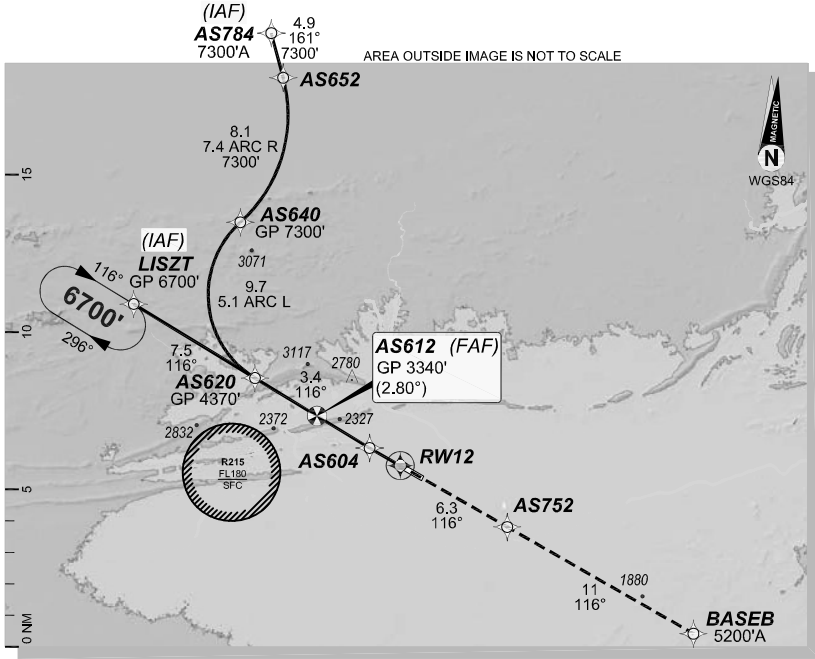 (IAF)
AS784
7300'A
4.9
161°
7300'
AREA OUTSIDE IMAGE IS NOT TO SCALE
AS652
MAGNETIC
N
WGS84
8.1
7.4 ARC R
7300'
15
AS640
GP 7300'
3071
(IAF)
LISZT
GP 6700'
116°
6700'
296°
9.7
5.1 ARC L
10
7.5
116°
3117
2780
AS612 (FAF)
GP 3340'
(2.80°)
3.4
116°
AS620
GP 4370'
2832
2372
2327
R215
FL180
SFC
AS604
RW12
5
6.3
116°
AS752
1880
11
116°
BASEB
5200'A
0 NM